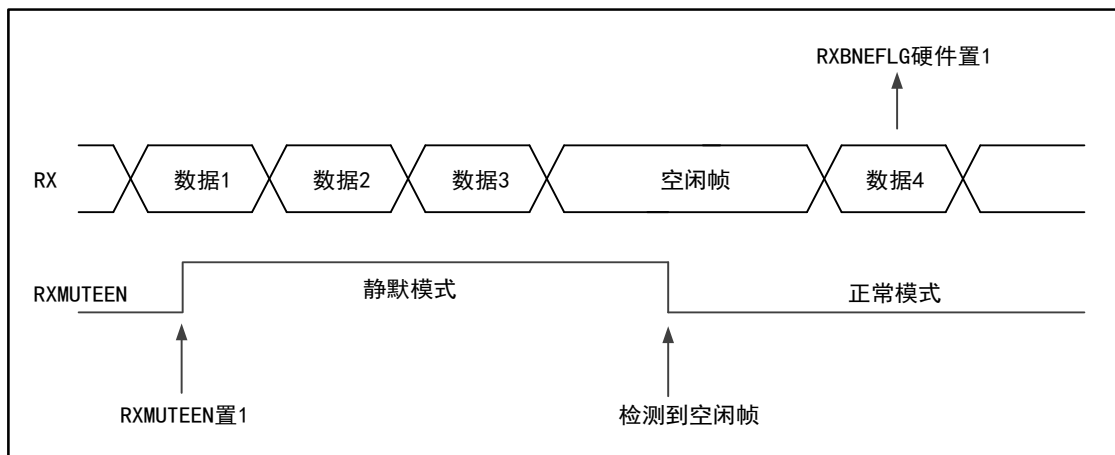 RXBNEFLG硬件置1
RX
数据1
数据2
数据3
空闲帧
数据4
RXMUTEEN
静默模式
正常模式
RXMUTEEN置1
检测到空闲帧